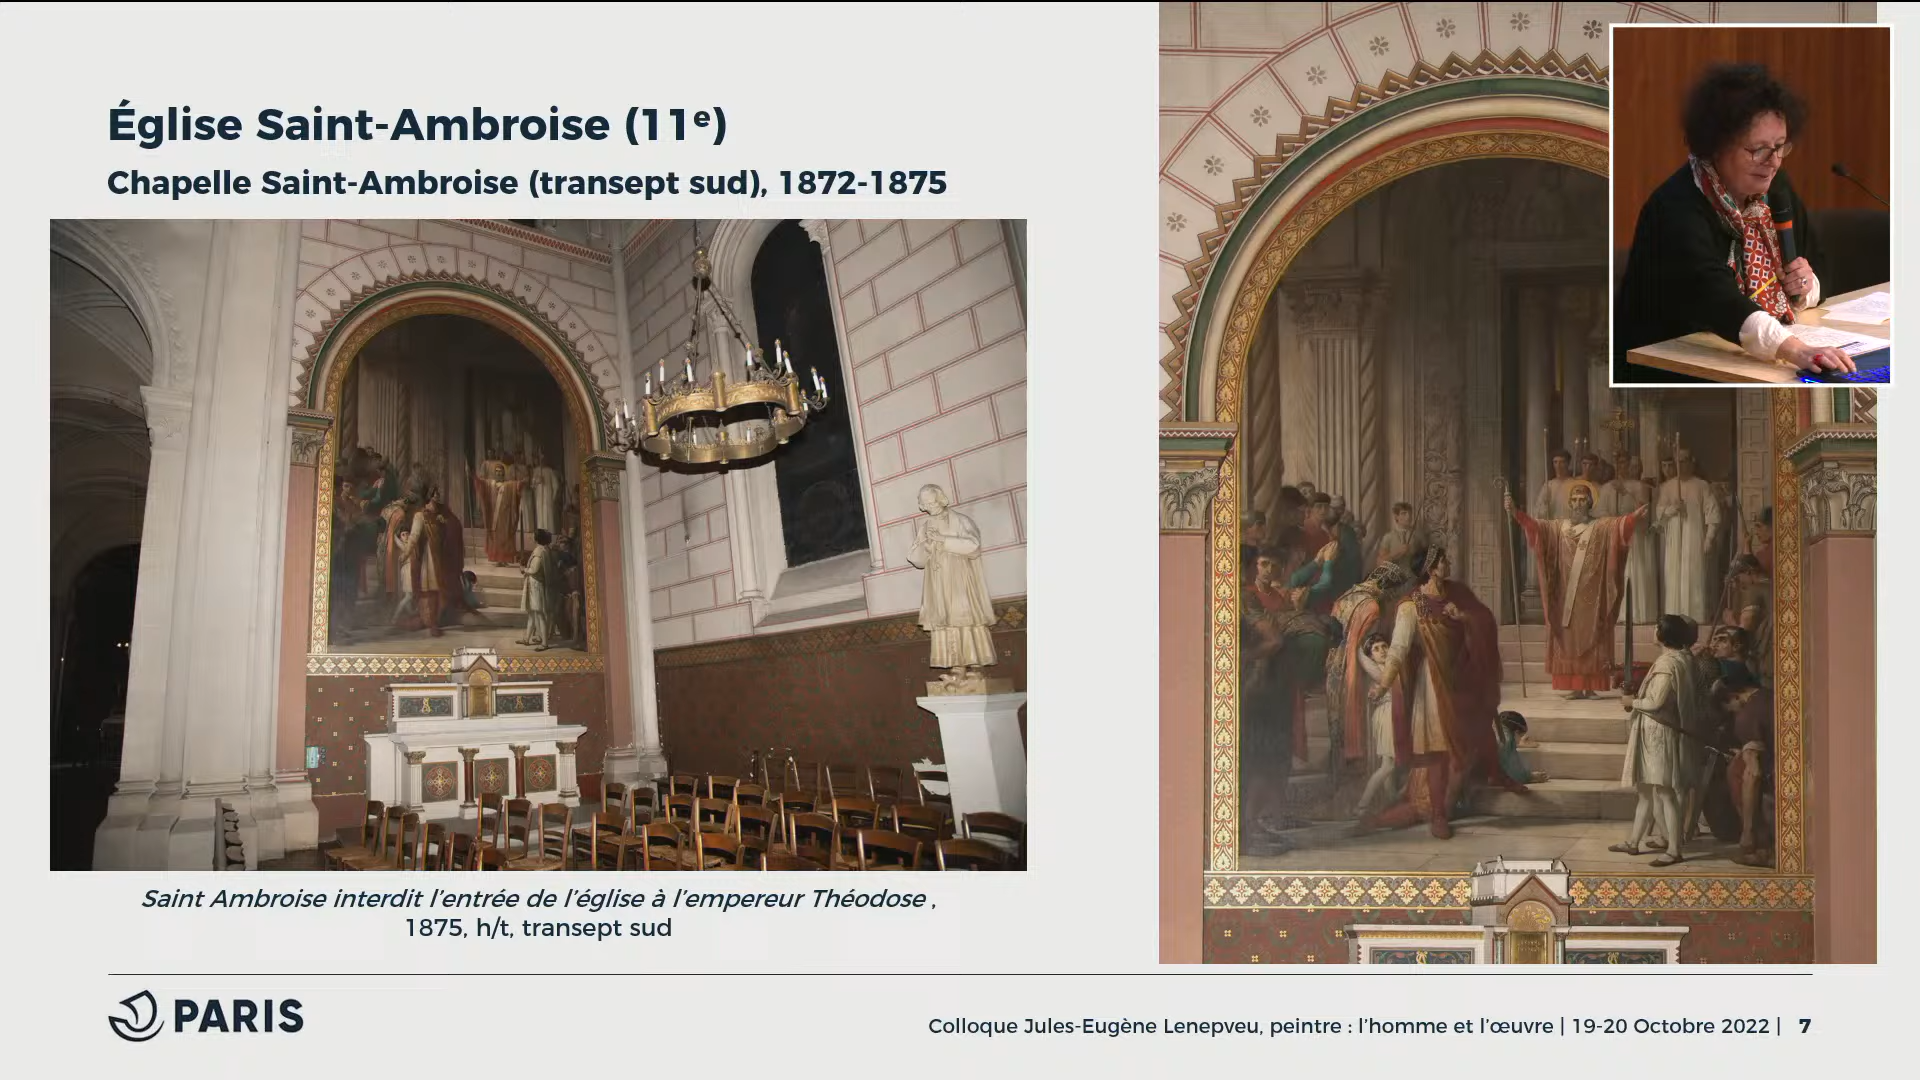 Église Saint-Ambroise (11e)
Chapelle Saint-Ambroise (transept sud), 1872-1875
Saint Ambroise interdit l'entrée de l'église à l'empereur Théodose ,
1875, h/t, transept sud
PARIS
Colloque Jules-Eugène Lenepveu, peintre : l'homme et l'œuvre | 19-20 Octobre 2022 | 7